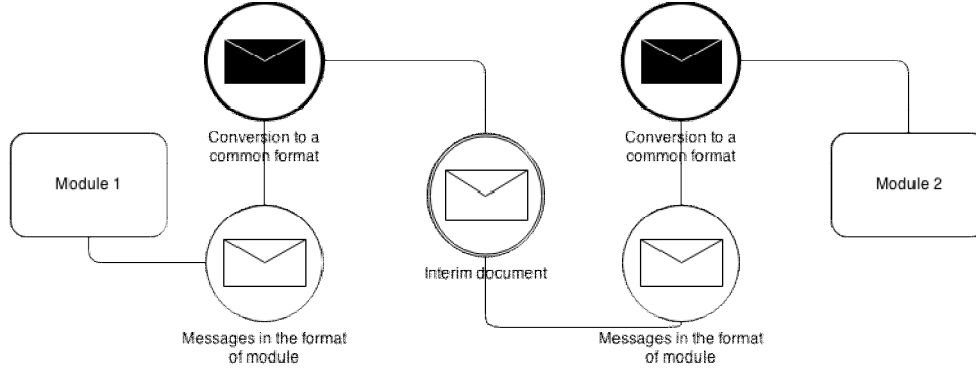 Conversion to a
common format
Conversion to a
common format
Module 1
Module 2
Interim document
Messages in the format
of module
Messages in the format
of module